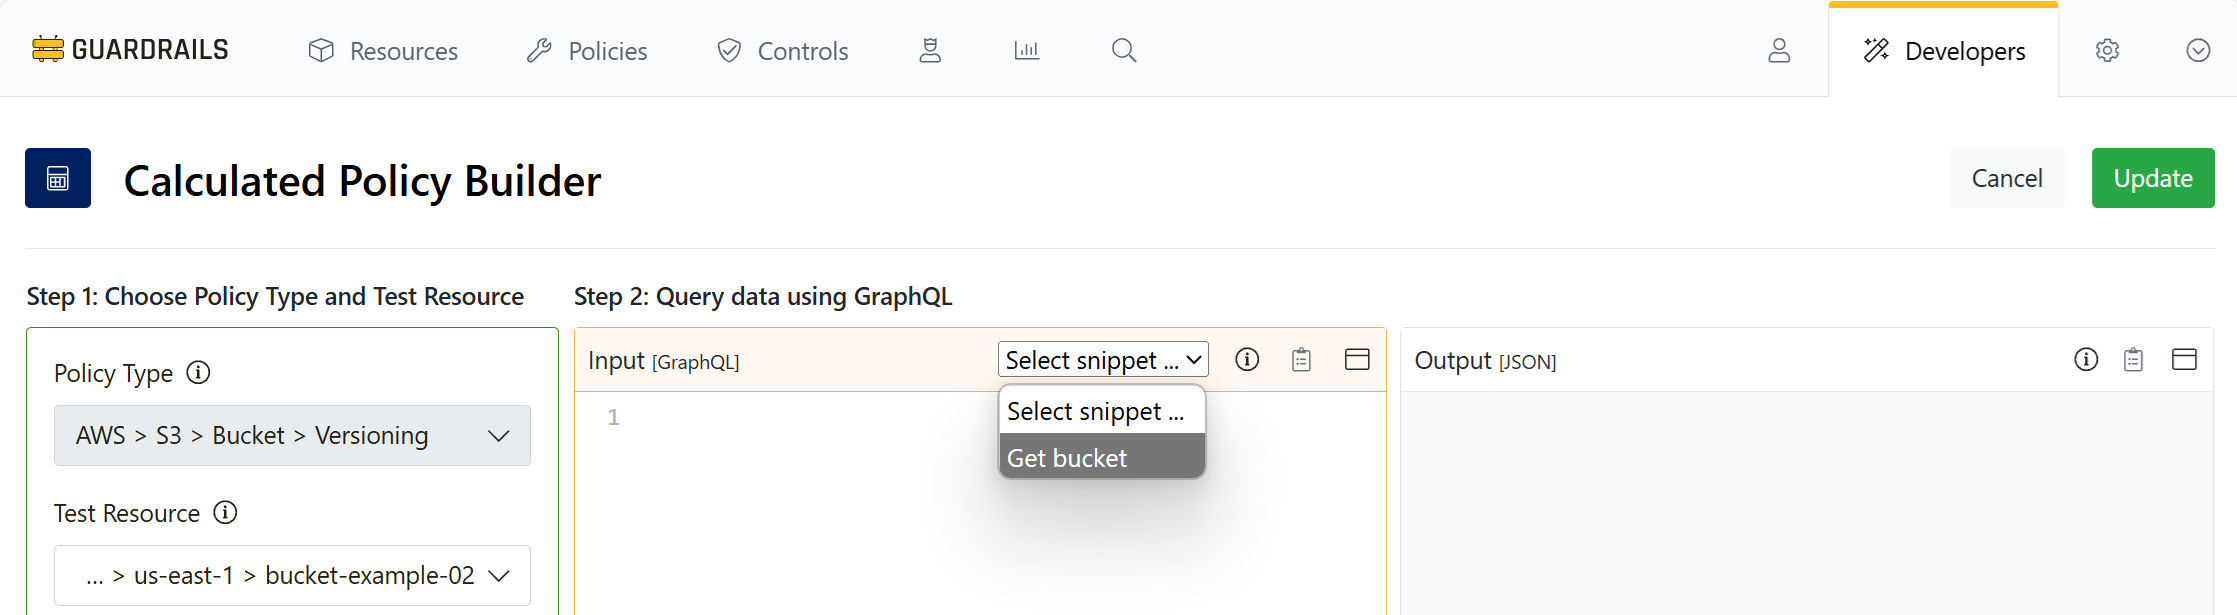 GUARDRAILS Resources Policies Controls Developers
Calculated Policy Builder Cancel Update
Step 1: Choose Policy Type and Test Resource
Policy Type
AWS > S3 > Bucket > Versioning
Test Resource
... > us-east-1 > bucket-example-02
Step 2: Query data using GraphQL
Input [GraphQL] Select snippet ...
Select snippet ...
Get bucket
1
Output [JSON]